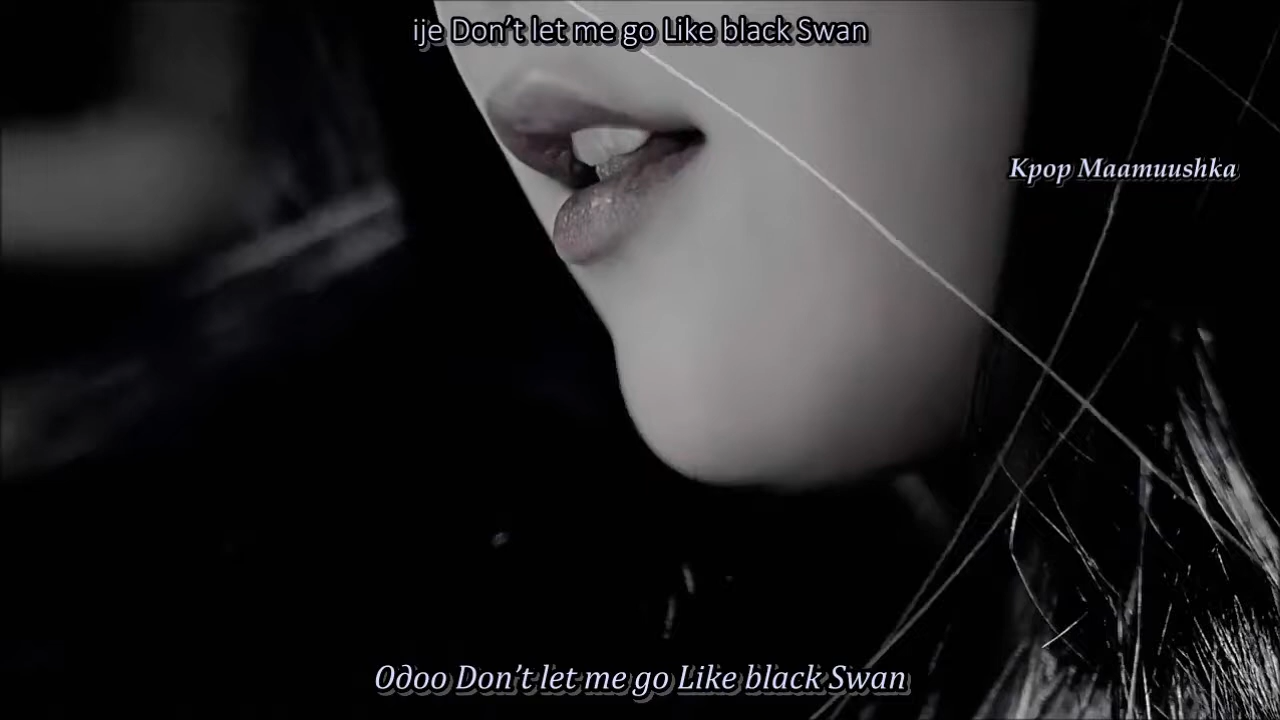 ije Don't let me go Like black Swan
Kpop Maamuushka
Одоо Don't let me go Like black Swan